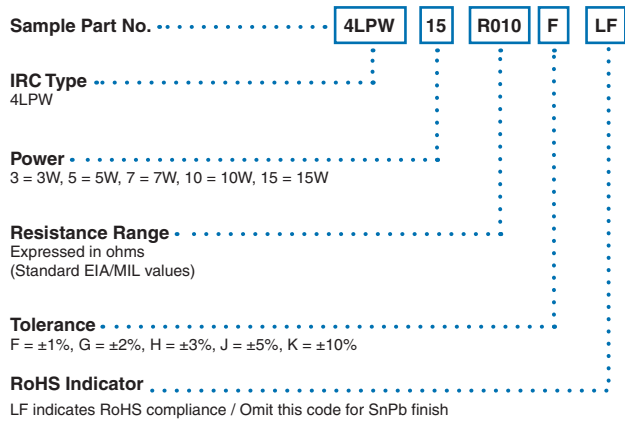 Sample Part No. 4LPW 15 R010 F LF
IRC Type
4LPW
Power
3 = 3W, 5 = 5W, 7 = 7W, 10 = 10W, 15 = 15W
Resistance Range
Expressed in ohms
(Standard EIA/MIL values)
Tolerance
F = ±1%, G = ±2%, H = ±3%, J = ±5%, K = ±10%
RoHS Indicator
LF indicates RoHS compliance / Omit this code for SnPb finish